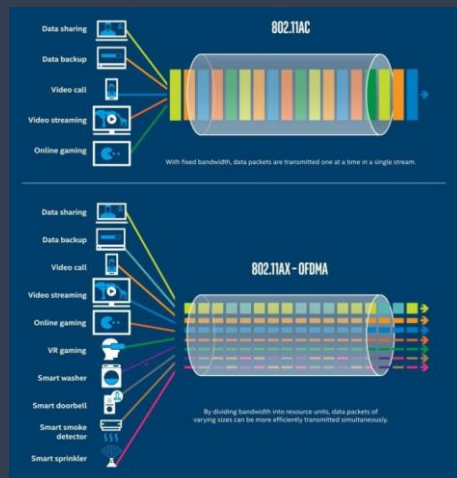 802.11AC
Data sharing
Data backup
Video call
Video streaming
Online gaming
With fixed bandwidth, data packets are transmitted one at a time in a single stream.
802.11AX - OFDMA
Data sharing
Data backup
Video call
Video streaming
Online gaming
VR gaming
Smart washer
Smart doorbell
Smart smoke
detector
Smart sprinkler
By dividing bandwidth into resource units, data packets of
varying sizes can be more efficiently transmitted simultaneously.